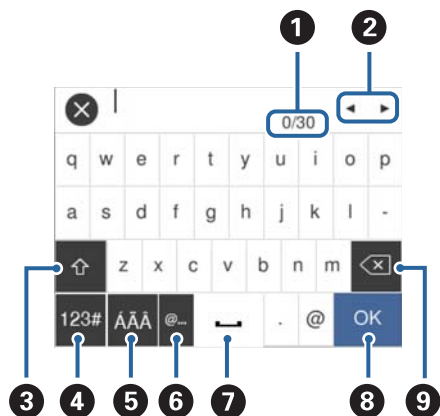 1 2
0/30
q w e r t y u i o p
a s d f g h j k l -
z x c v b n m
123# ÁÃÂ @... . @ OK
3 4 5 6 7 8 9